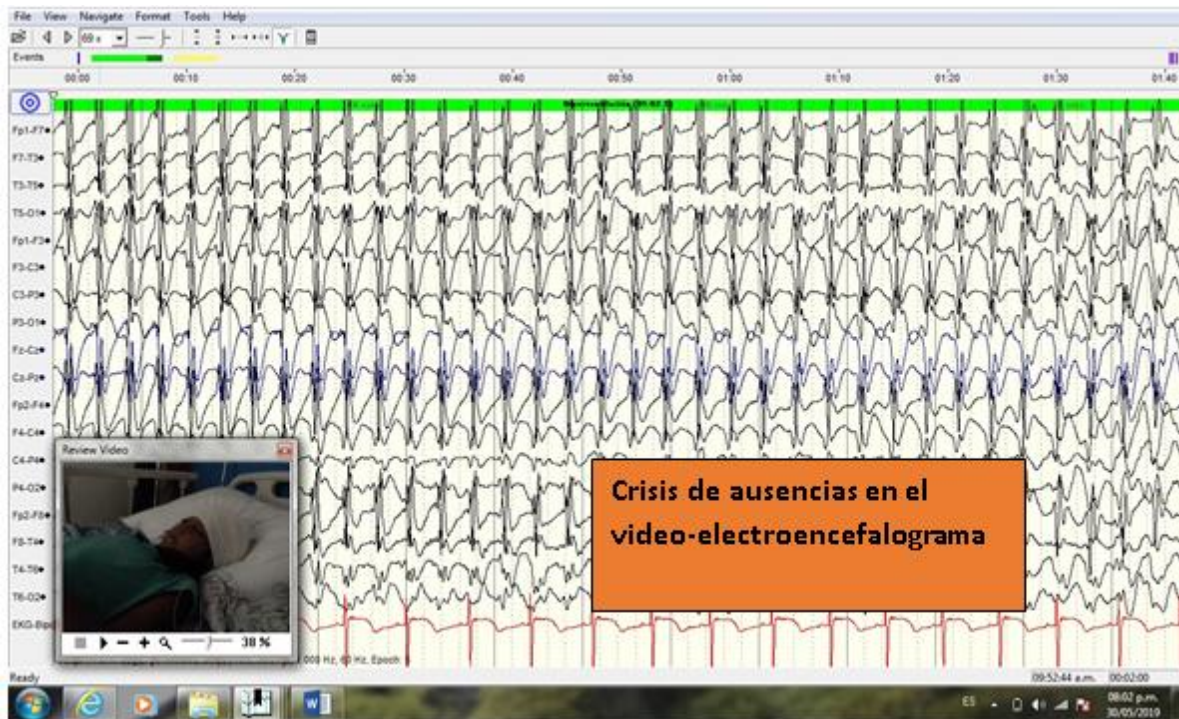 File View Navigate Format Tools Help
Events
00:00 00:10 00:20 00:30 00:40 00:50 01:00 01:10 01:20 01:30 01:40
Fp1-F7
F7-T3
T3-T5
T5-O1
Fp1-F3
F3-C3
C3-P3
P3-O1
Fz-Cz
Cz-Pz
Fp2-F4
F4-C4
C4-P4
P4-O2
Fp2-F8
F8-T4
T4-T6
T6-O2
Review Video
38 %
Crisis de ausencias en el
video-electroencefalograma
Hz, Epoch
Ready
09:52:44 a.m. 00:02:00
ES
08:02 p.m.
30/05/2019